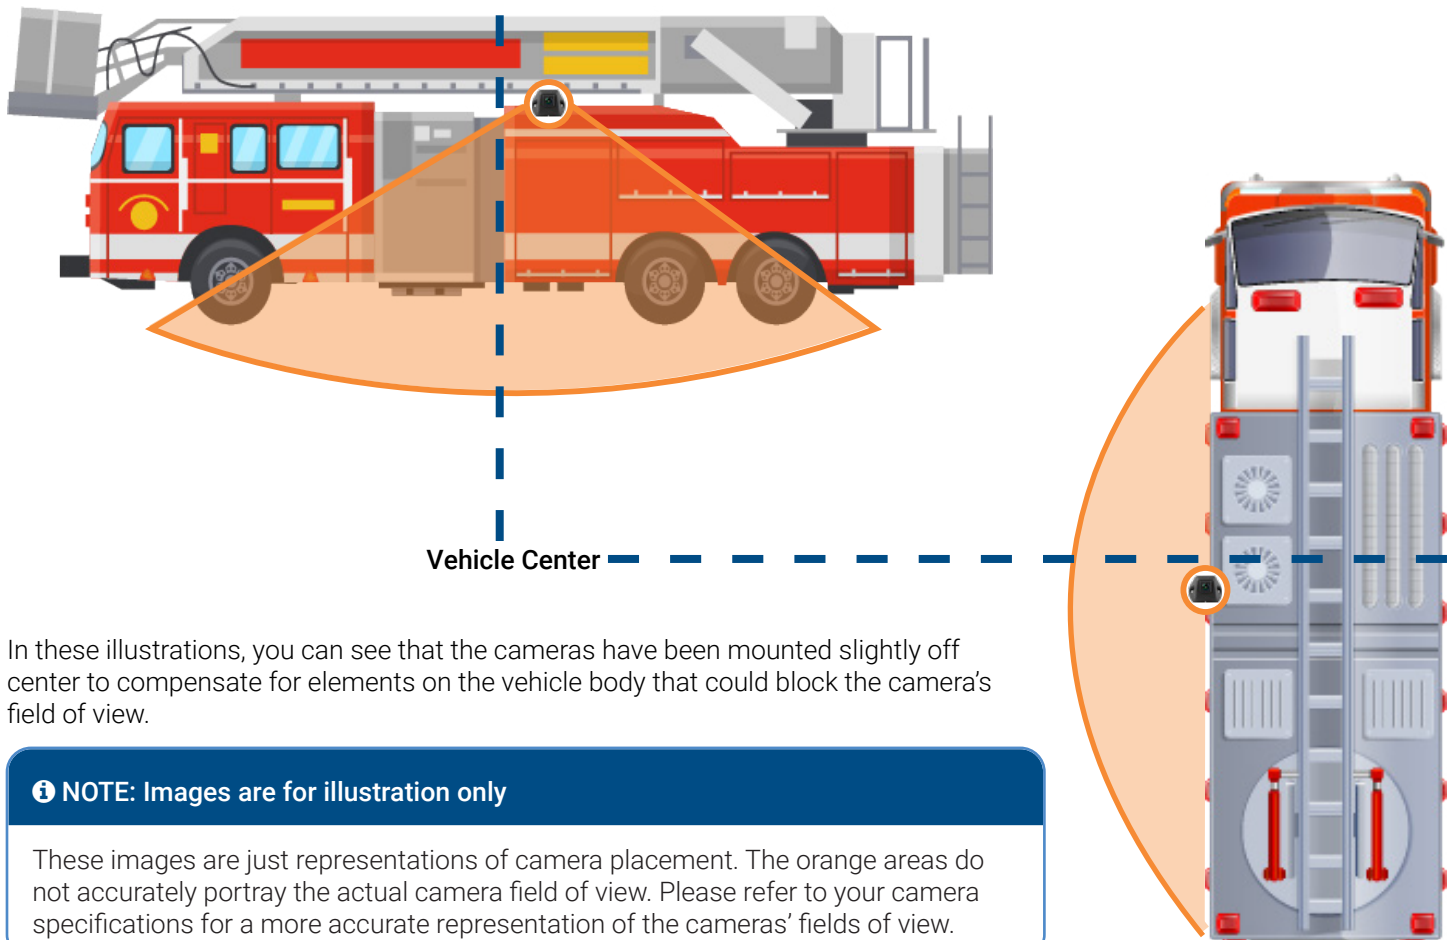 Vehicle Center
In these illustrations, you can see that the cameras have been mounted slightly off
center to compensate for elements on the vehicle body that could block the camera’s
field of view.
NOTE: Images are for illustration only
These images are just representations of camera placement. The orange areas do
not accurately portray the actual camera field of view. Please refer to your camera
specifications for a more accurate representation of the cameras’ fields of view.